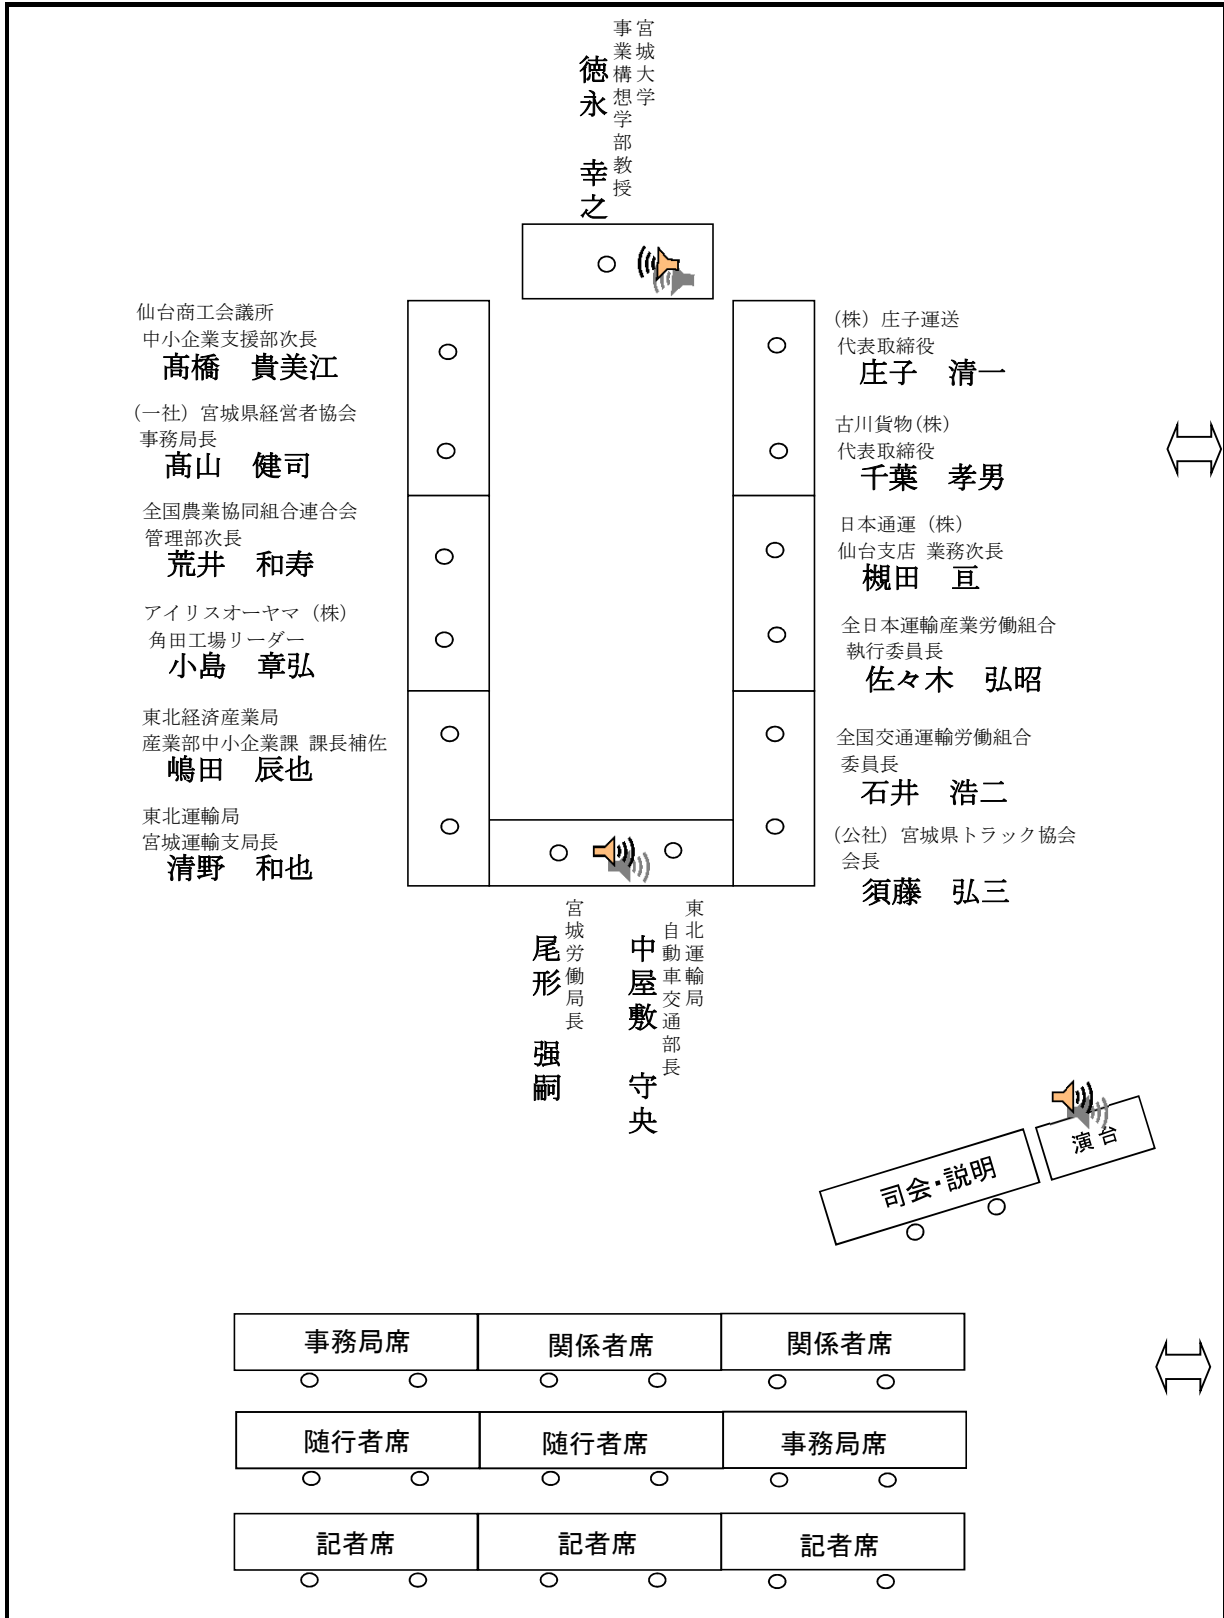 宮城大学
事業構想学部教授
徳永 幸之
仙台商工会議所
中小企業支援部次長
髙橋 貴美江
(一社)宮城県経営者協会
事務局長
髙山 健司
全国農業協同組合連合会
管理部次長
荒井 和寿
アイリスオーヤマ(株)
角田工場リーダー
小島 章弘
東北経済産業局
産業部中小企業課 課長補佐
嶋田 辰也
東北運輸局
宮城運輸支局長
清野 和也
(株)庄子運送
代表取締役
庄子 清一
古川貨物(株)
代表取締役
千葉 孝男
日本通運(株)
仙台支店 業務次長
槻田 亘
全日本運輸産業労働組合
執行委員長
佐々木 弘昭
全国交通運輸労働組合
委員長
石井 浩二
(公社)宮城県トラック協会
会長
須藤 弘三
東北運輸局
自動車交通部長
中屋敷 守央
宮城労働局長
尾形 强嗣
司会・説明
演台
事務局席 関係者席 関係者席
随行者席 随行者席 事務局席
記者席 記者席 記者席